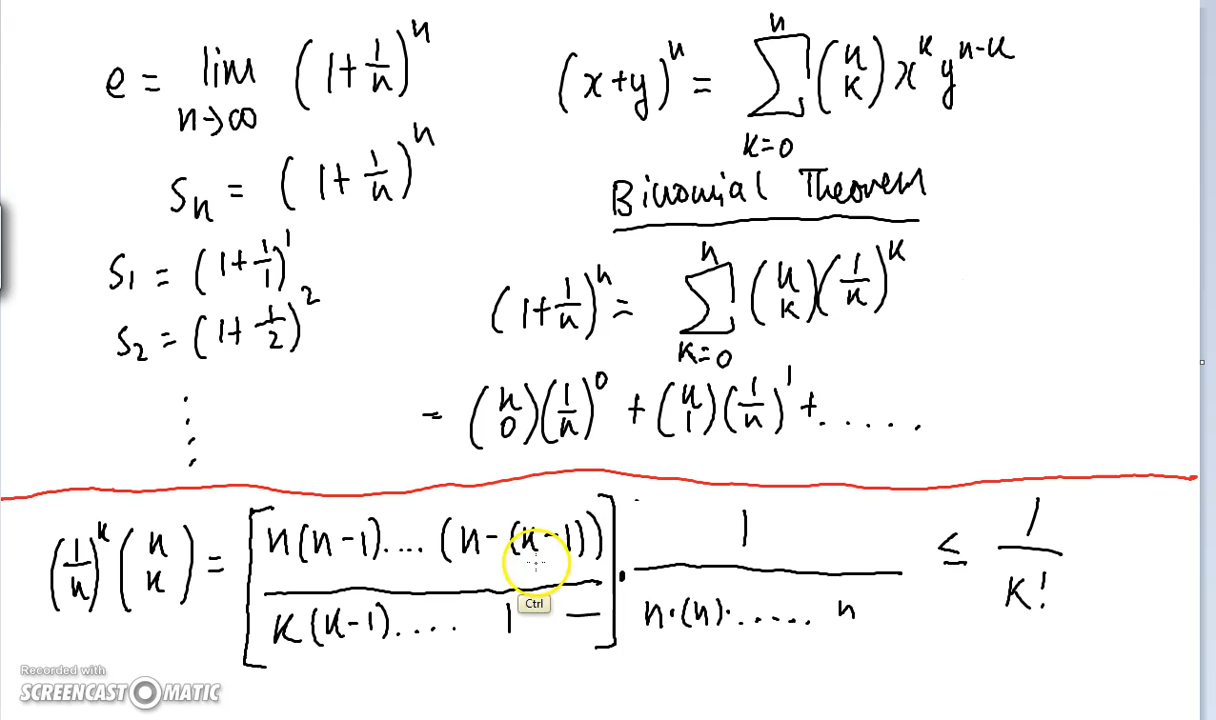 e = lim n→∞ (1 + 1/n)^n
(x+y)^n = ∑_{k=0}^{n} (n k) x^k y^{n-k}
S_n = (1 + 1/n)^n
Binomial Theorem
S_1 = (1 + 1/1)^1
(1 + 1/n)^n = ∑_{k=0}^{n} (n k) (1/n)^k
S_2 = (1 + 1/2)^2
⋮
= (n 0) (1/n)^0 + (n 1) (1/n)^1 + . . . . . .
(1/n)^k (n k) = [n(n-1) .... (n-(k-1)) / k(k-1) .... 1] · 1 / n·(n)· ...... n ≤ 1 / k!
Ctrl
Recorded with
SCREENCAST O MATIC